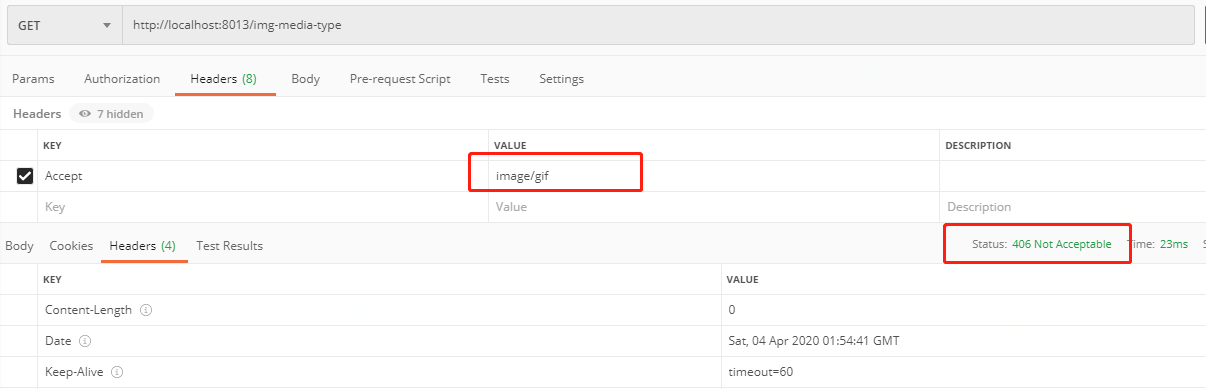 GET http://localhost:8013/img-media-type
Params Authorization Headers (8) Body Pre-request Script Tests Settings
Headers 7 hidden
KEY VALUE DESCRIPTION
Accept image/gif
Key Value Description
Body Cookies Headers (4) Test Results Status: 406 Not Acceptable Time: 23ms S
KEY VALUE
Content-Length 0
Date Sat, 04 Apr 2020 01:54:41 GMT
Keep-Alive timeout=60